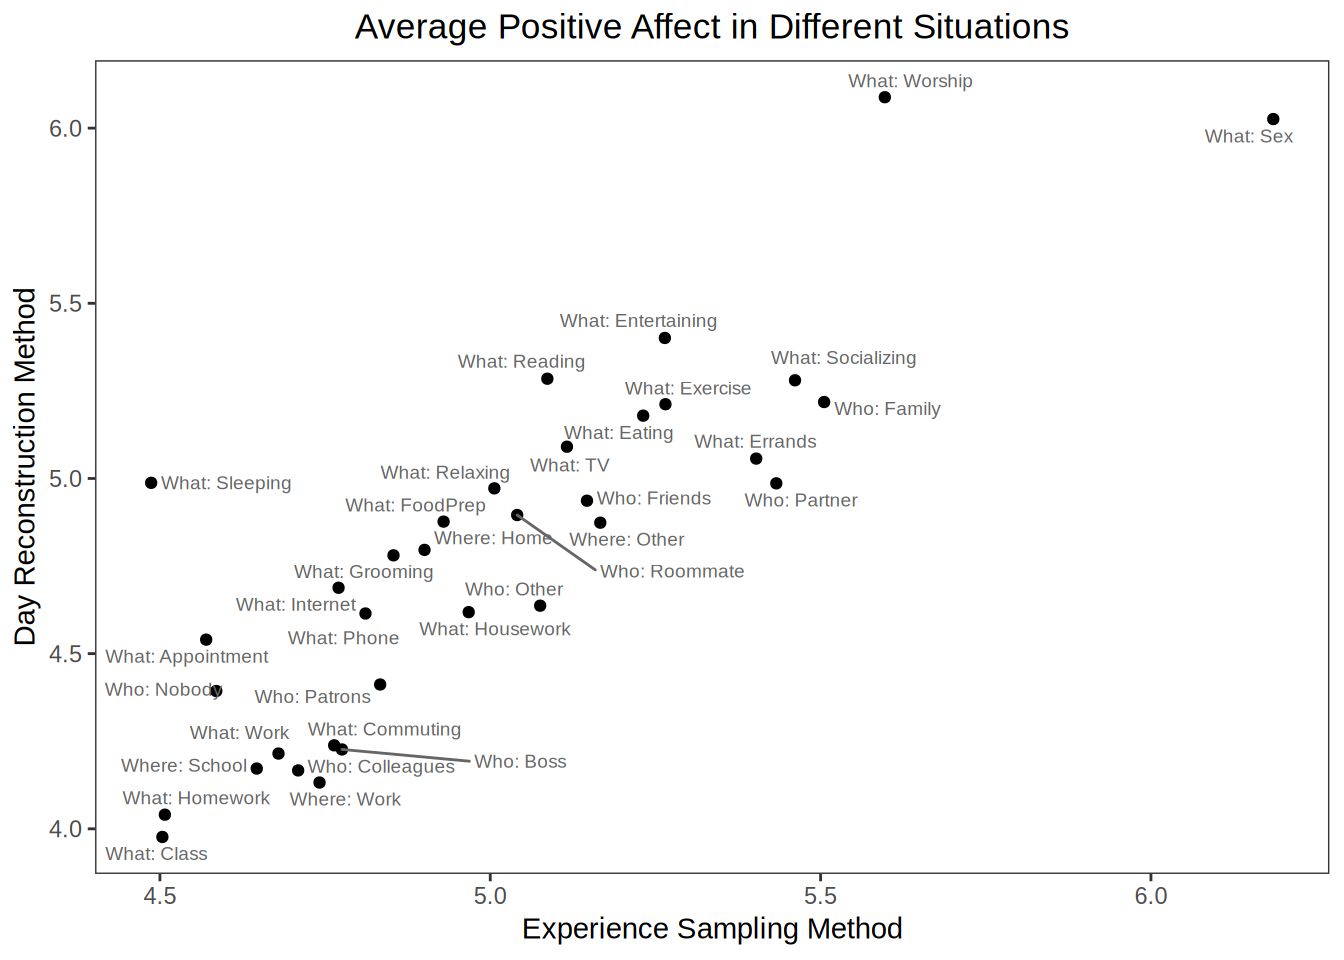 Average Positive Affect in Different Situations
What: Worship
6.0
What: Sex
5.5
What: Entertaining
What: Socializing
What: Reading
What: Exercise
Who: Family
What: Eating
What: Errands
What: TV
5.0
What: Relaxing
What: Sleeping
Who: Friends
Who: Partner
What: FoodPrep
Where: Home
Where: Other
What: Grooming
Who: Roommate
Who: Other
What: Internet
What: Housework
What: Phone
4.5
What: Appointment
Who: Nobody
Who: Patrons
What: Work
What: Commuting
Where: School
Who: Colleagues
Who: Boss
What: Homework
Where: Work
4.0
What: Class
Day Reconstruction Method
4.5
5.0
5.5
6.0
Experience Sampling Method